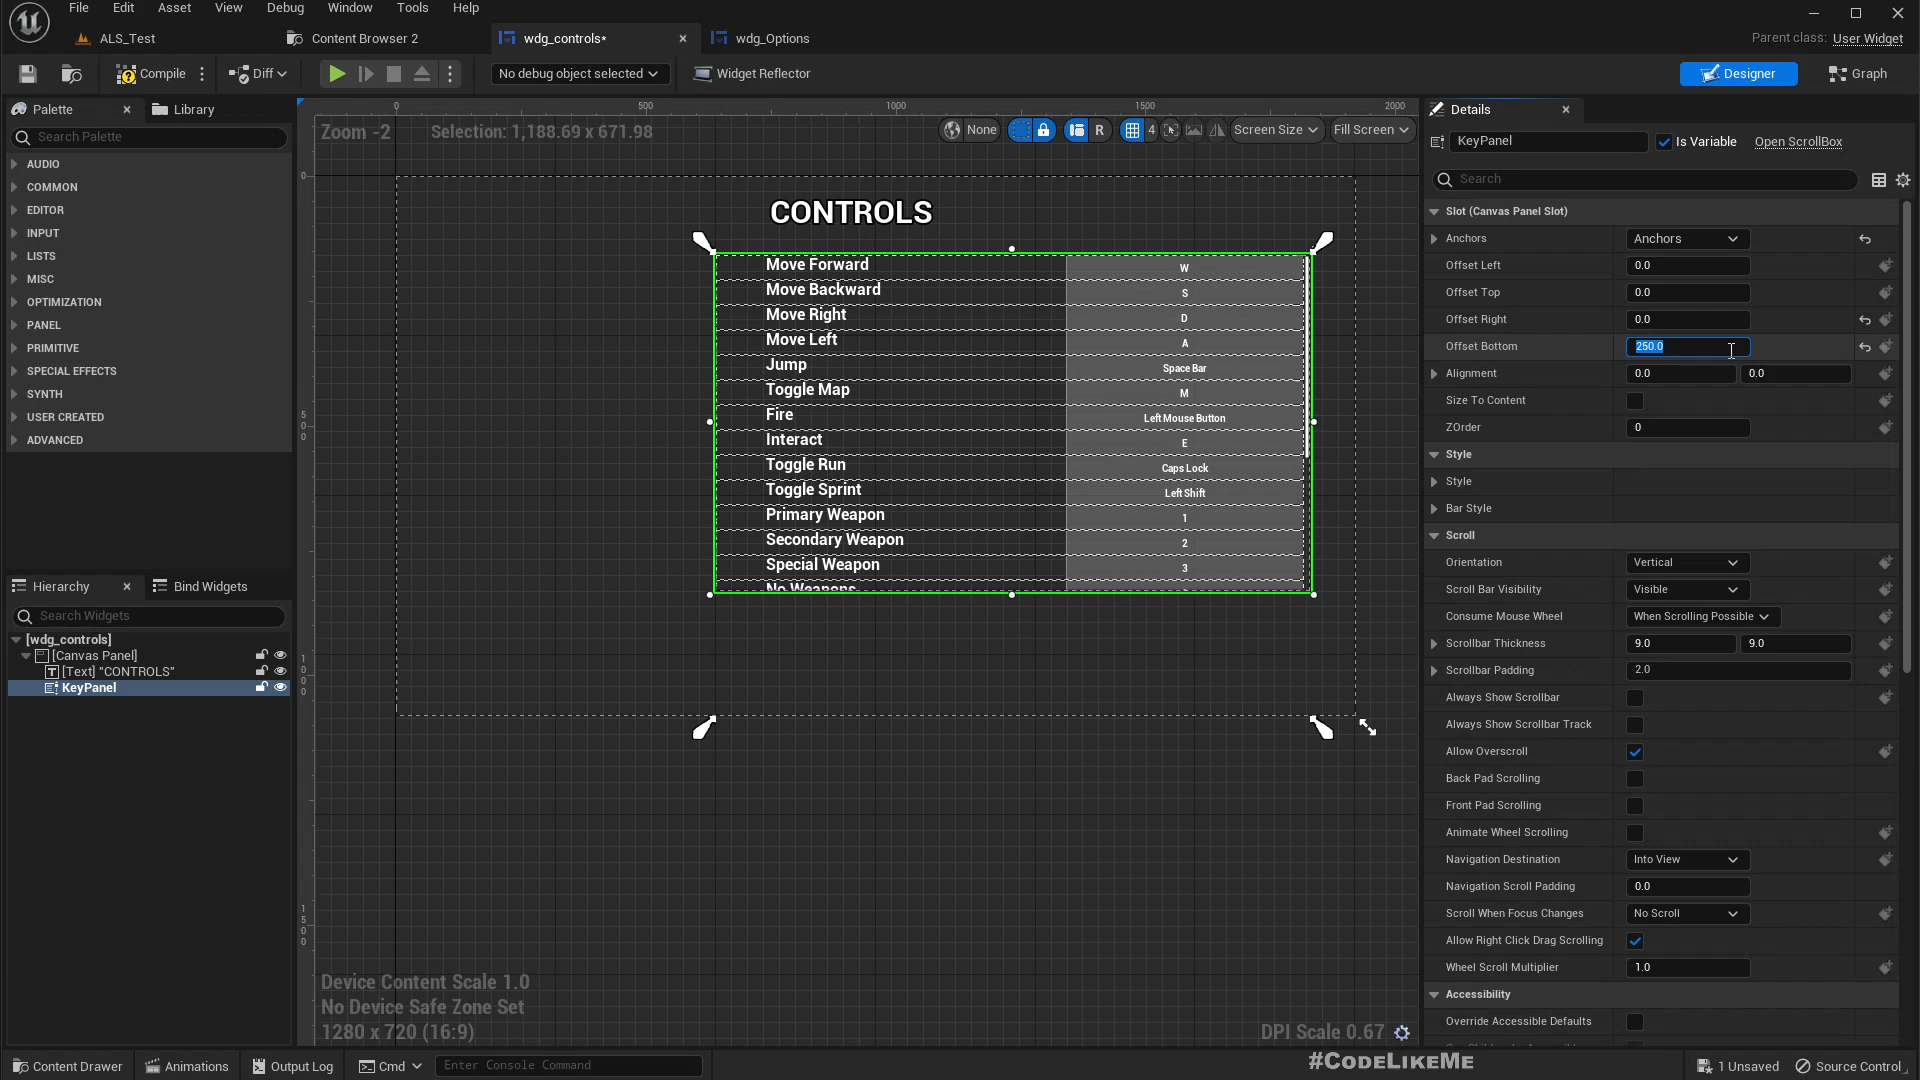 File Edit Asset View Debug Window Tools Help
ALS_Test Content Browser 2 wdg_controls* wdg_Options
Parent class: User Widget
Compile Diff No debug object selected Widget Reflector Designer Graph
Palette Library
Search Palette
AUDIO
COMMON
EDITOR
INPUT
LISTS
MISC
OPTIMIZATION
PANEL
PRIMITIVE
SPECIAL EFFECTS
SYNTH
USER CREATED
ADVANCED
Hierarchy Bind Widgets
Search Widgets
[wdg_controls]
[Canvas Panel]
[Text] "CONTROLS"
KeyPanel
0 500 1000 1500 2000
0
500
1000
1500
Zoom -2 Selection: 1,188.69 x 671.98
None R 4 Screen Size Fill Screen
CONTROLS
Move Forward W
Move Backward S
Move Right D
Move Left A
Jump Space Bar
Toggle Map M
Fire Left Mouse Button
Interact E
Toggle Run Caps Lock
Toggle Sprint Left Shift
Primary Weapon 1
Secondary Weapon 2
Special Weapon 3
No Weapons
Device Content Scale 1.0
No Device Safe Zone Set
1280 x 720 (16:9)
DPI Scale 0.67
Details
KeyPanel Is Variable Open ScrollBox
Search
Slot (Canvas Panel Slot)
Anchors Anchors
Offset Left 0.0
Offset Top 0.0
Offset Right 0.0
Offset Bottom 250.0
Alignment 0.0 0.0
Size To Content
ZOrder 0
Style
Style
Bar Style
Scroll
Orientation Vertical
Scroll Bar Visibility Visible
Consume Mouse Wheel When Scrolling Possible
Scrollbar Thickness 9.0 9.0
Scrollbar Padding 2.0
Always Show Scrollbar
Always Show Scrollbar Track
Allow Overscroll
Back Pad Scrolling
Front Pad Scrolling
Animate Wheel Scrolling
Navigation Destination Into View
Navigation Scroll Padding 0.0
Scroll When Focus Changes No Scroll
Allow Right Click Drag Scrolling
Wheel Scroll Multiplier 1.0
Accessibility
Override Accessible Defaults
Content Drawer Animations Output Log Cmd Enter Console Command
#CodeLikeMe
1 Unsaved Source Control